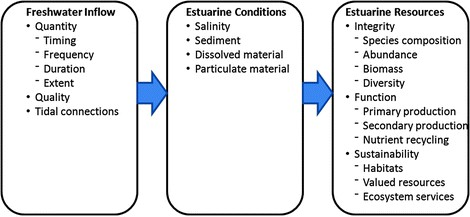 Freshwater Inflow
• Quantity
- Timing
- Frequency
- Duration
- Extent
• Quality
• Tidal connections
Estuarine Conditions
• Salinity
• Sediment
• Dissolved material
• Particulate material
Estuarine Resources
• Integrity
- Species composition
- Abundance
- Biomass
- Diversity
• Function
- Primary production
- Secondary production
- Nutrient recycling
• Sustainability
- Habitats
- Valued resources
- Ecosystem services